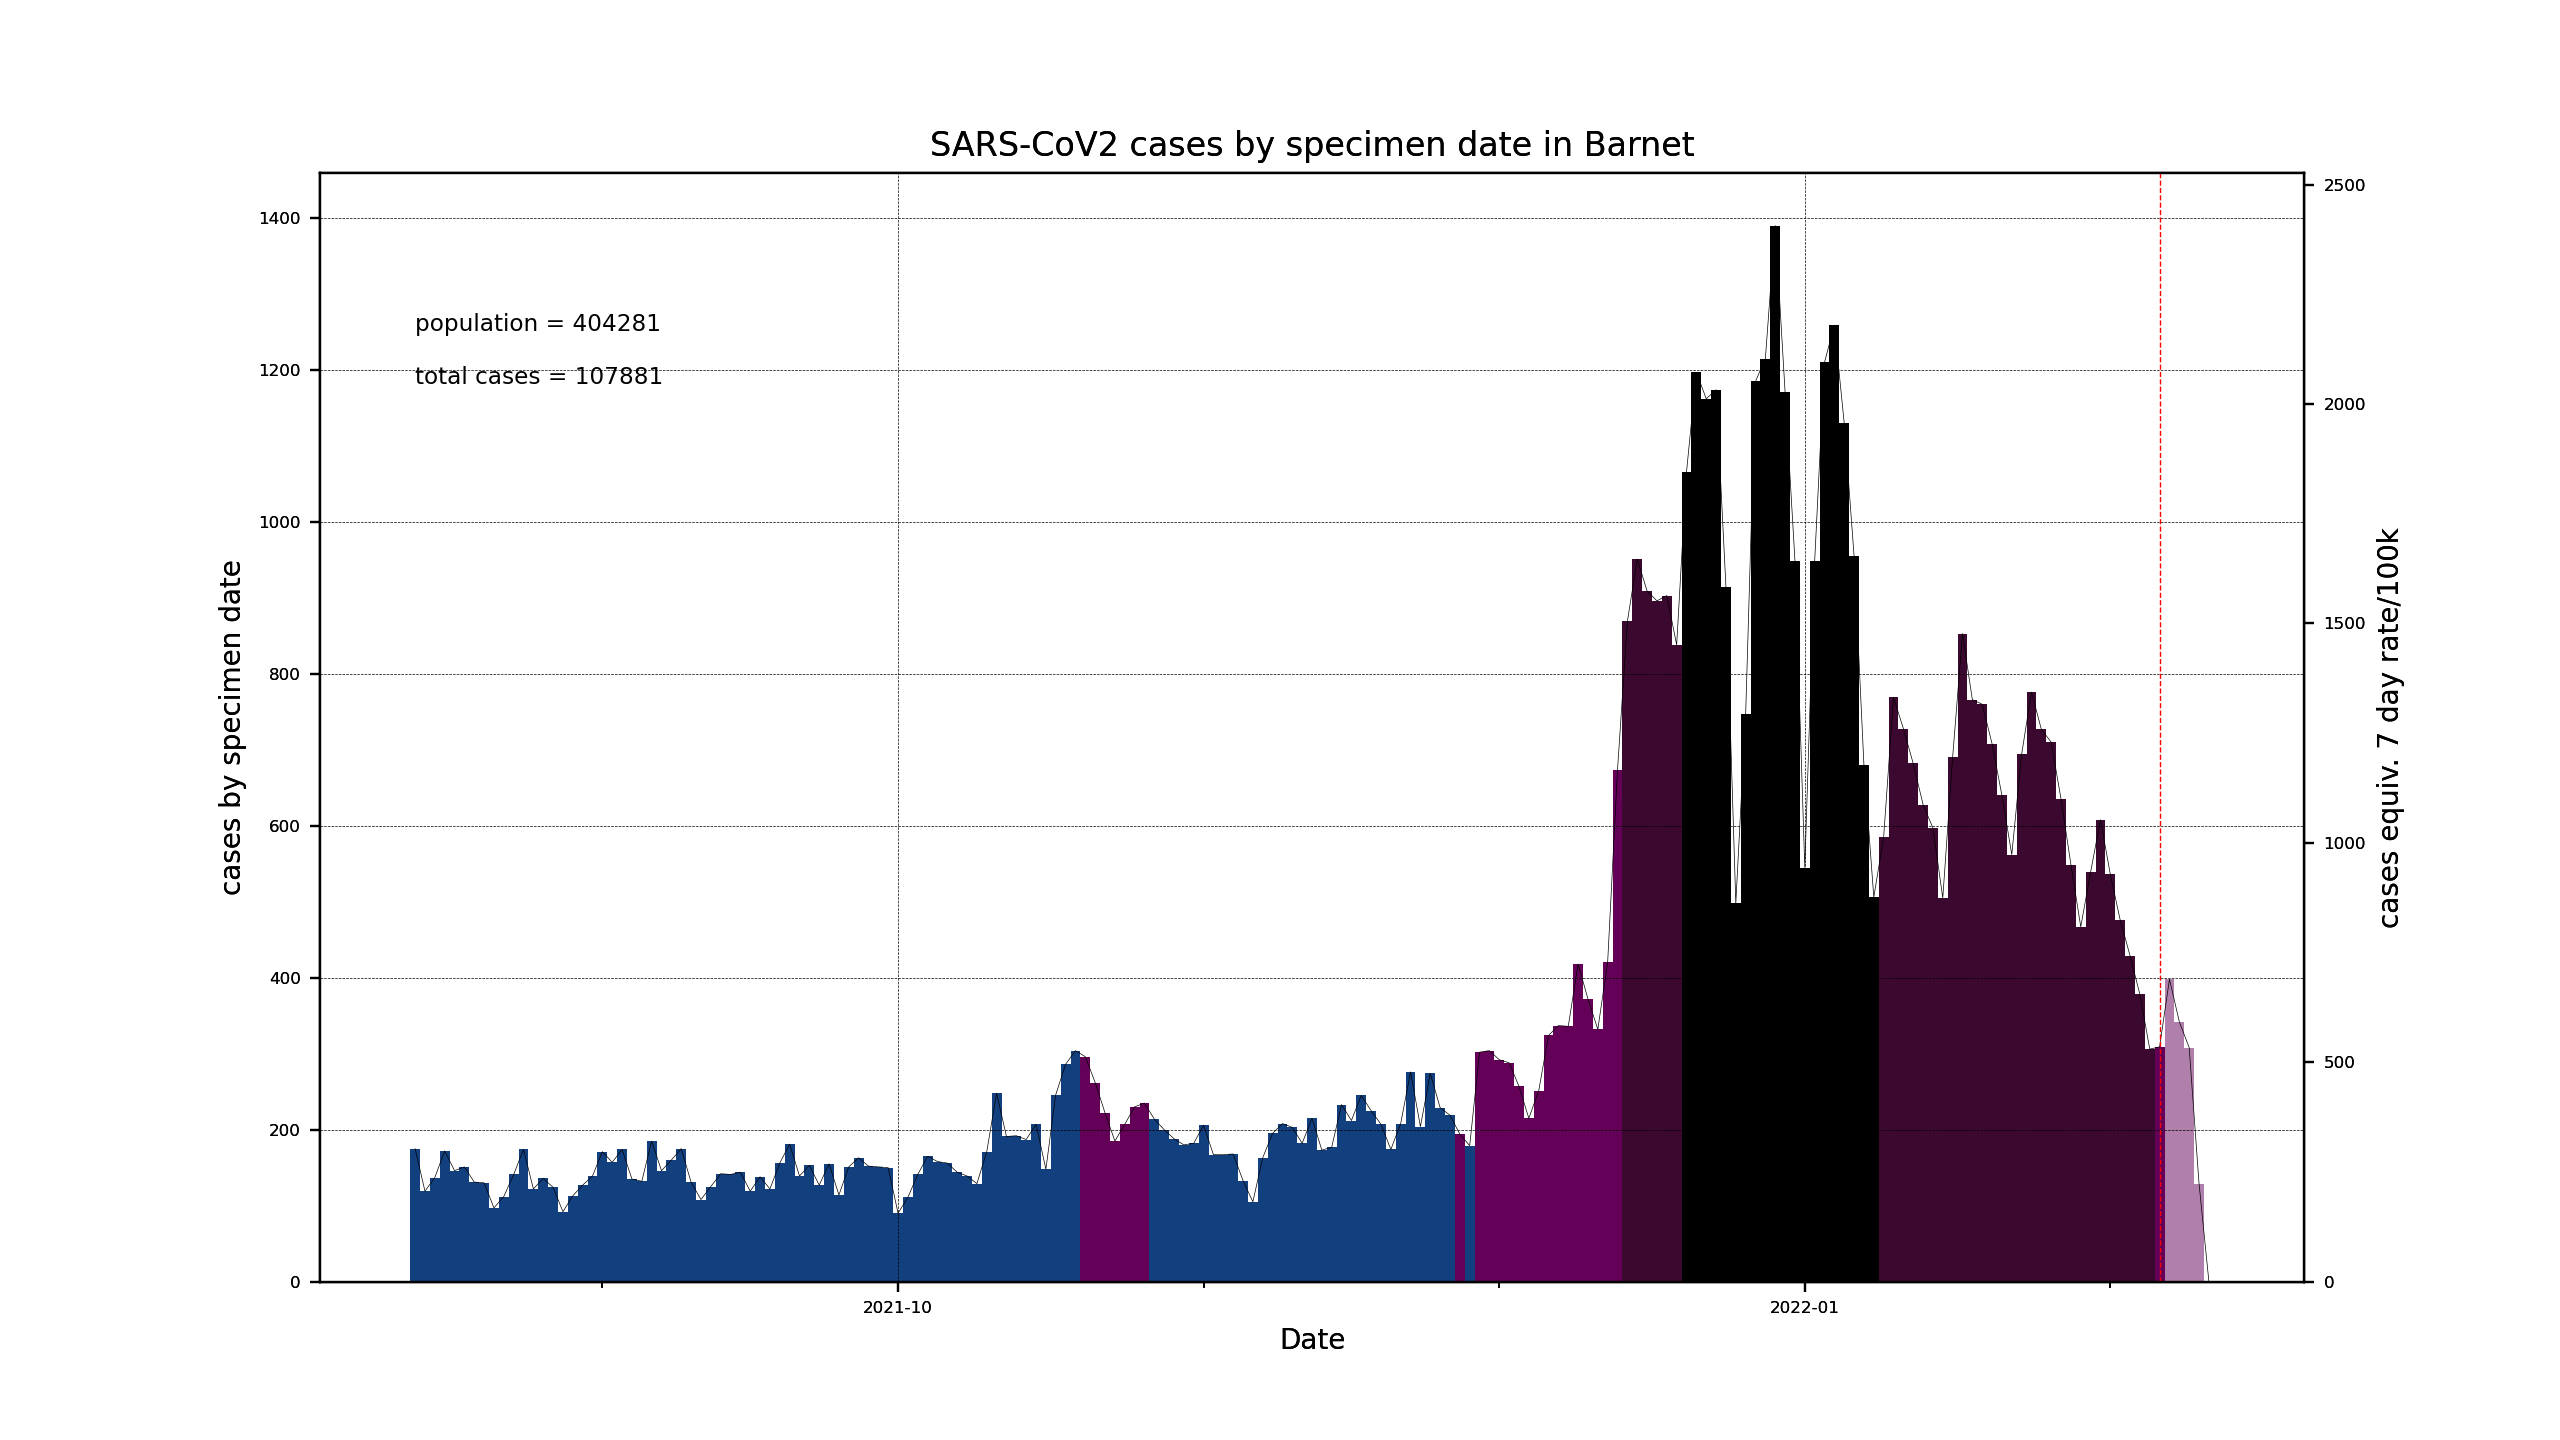 SARS-CoV2 cases by specimen date in Barnet
population = 404281
total cases = 107881
cases by specimen date
1400
1200
1000
800
600
400
200
0
2500
2000
1500
1000
500
0
cases equiv. 7 day rate/100k
2021-10
2022-01
Date